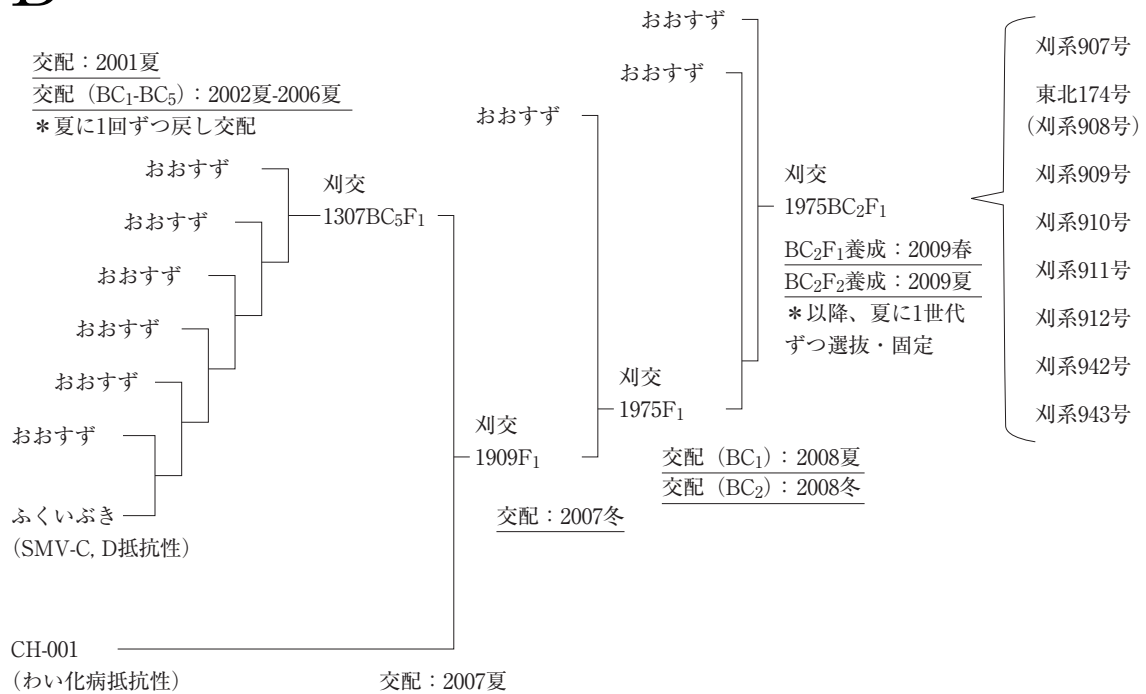 交配：2001夏
交配（BC1-BC5）：2002夏-2006夏
＊夏に1回ずつ戻し交配
おおすず
おおすず
おおすず
おおすず
おおすず
おおすず
ふくいぶき
（SMV-C, D抵抗性）
CH-001
（わい化病抵抗性）
刈交
1307BC5F1
交配：2007夏
刈交
1909F1
交配：2007冬
おおすず
刈交
1975F1
交配（BC1）：2008夏
交配（BC2）：2008冬
おおすず
おおすず
刈交
1975BC2F1
BC2F1養成：2009春
BC2F2養成：2009夏
＊以降、夏に1世代
ずつ選抜・固定
刈系907号
東北174号
（刈系908号）
刈系909号
刈系910号
刈系911号
刈系912号
刈系942号
刈系943号